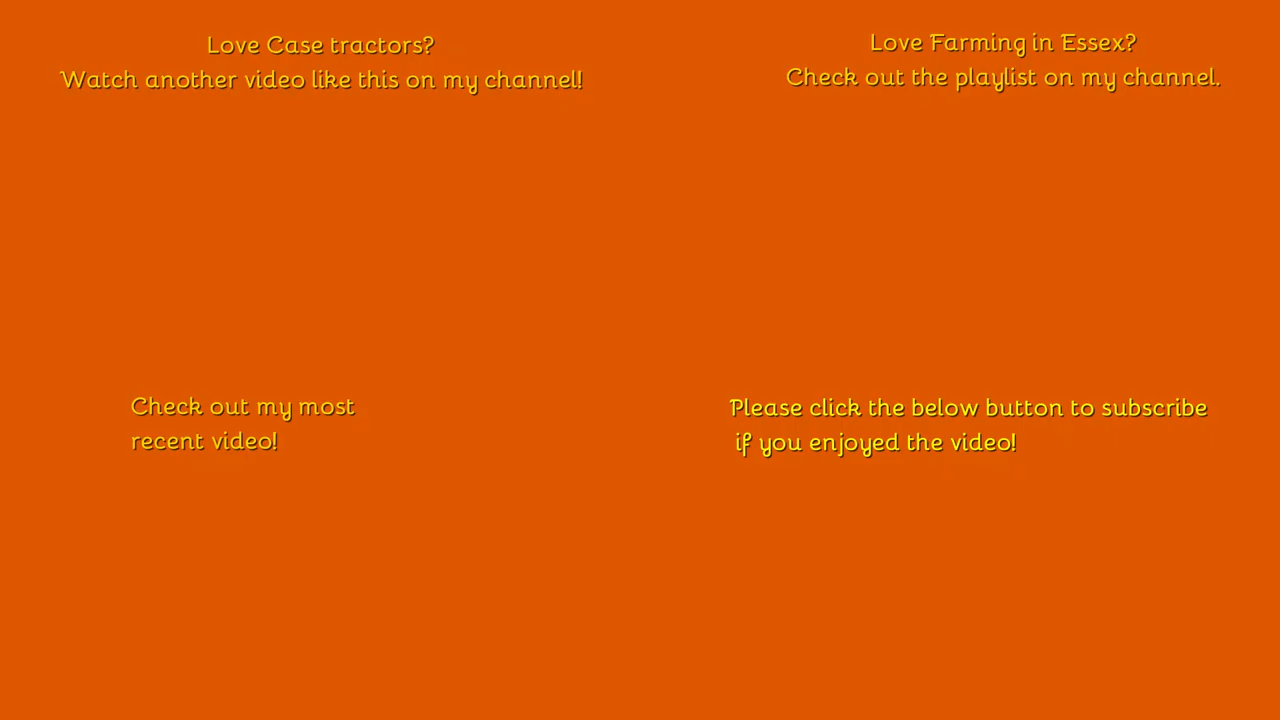 Love Case tractors?
Watch another video like this on my channel!
Love Farming in Essex?
Check out the playlist on my channel.
Check out my most
recent video!
Please click the below button to subscribe
if you enjoyed the video!